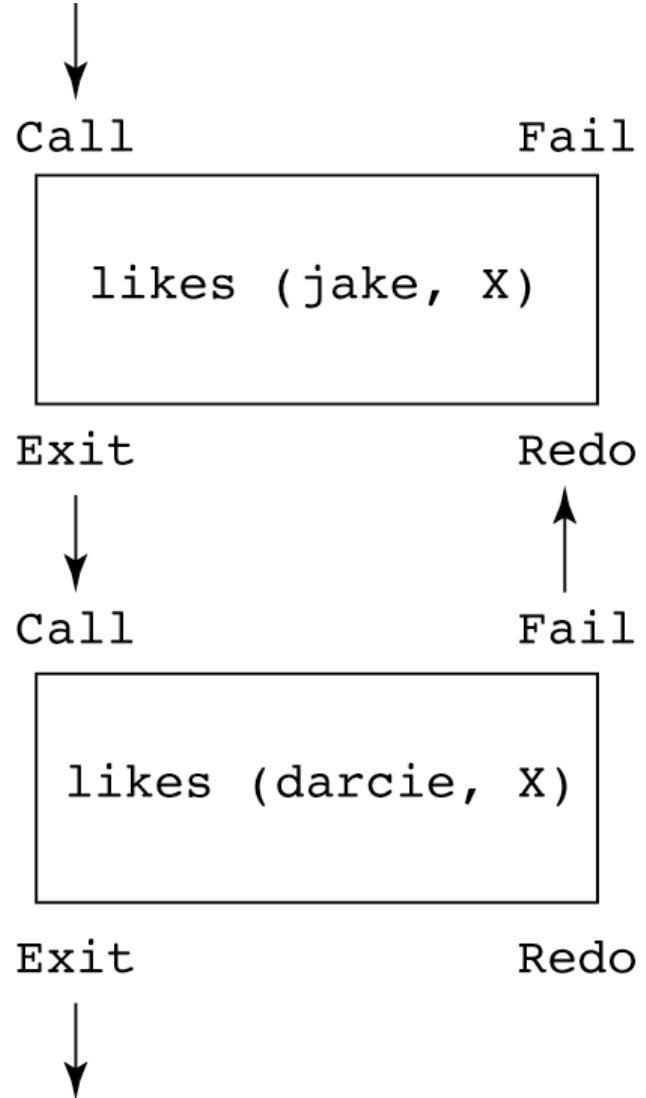 Call Fail
likes (jake, X)
Exit Redo
Call Fail
likes (darcie, X)
Exit Redo